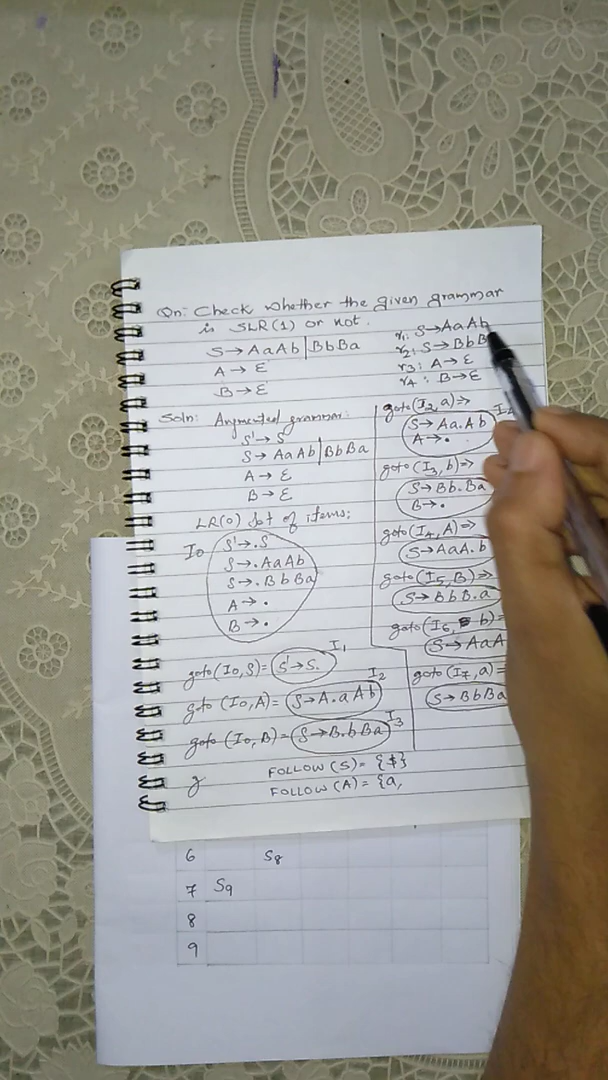 Qn: Check whether the given grammar
is SLR(1) or not.
S→AaAb|BbBa
A→ε
B→ε
r1: S→AaAb
r2: S→BbB
r3: A→ε
r4: B→ε
Soln: Augmented grammar:
S'→S
S→AaAb|BbBa
A→ε
B→ε
LR(0) set of items:
I0
S'→.S
S→.AaAb
S→.BbBa
A→.
B→.
goto(I0,S)= S'→S. I1
goto (I0,A)= S→A.aAb I2
goto (I0,B)= S→B.bBa I3
goto(I2,a)⇒
S→Aa.Ab
A→.
goto(I3,b)⇒
S→Bb.Ba
B→.
goto(I4,A)⇒
S→AaA.b
goto(I5,B)⇒
S→BbB.a
goto(I6, b)=
S→AaA
goto(I7,a)=
S→BbBa
FOLLOW(S)= {$}
FOLLOW(A)= {a,
6 S8
7 S9
8
9